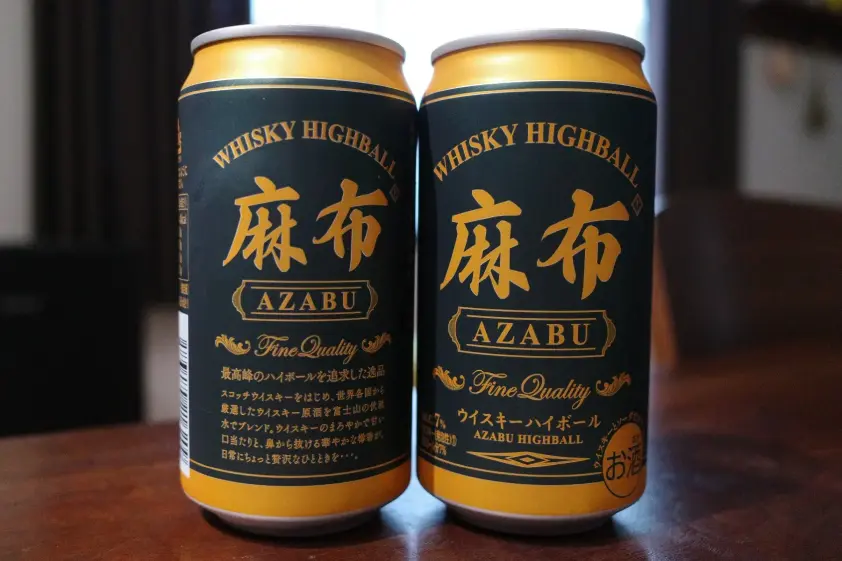 WHISKY HIGHBALL
麻布
AZABU
Fine Quality
最高峰のハイボールを追求した逸品
スコッチウイスキーをはじめ、世界各国から
厳選したウイスキー原酒を富士山の伏流
水でブレンド。ウイスキーのまろやかで甘い
口当たりと、鼻から抜ける華やかな樽香が、
日常にちょっと贅沢なひとときを・・・。
WHISKY HIGHBALL
麻布
AZABU
Fine Quality
ウイスキーハイボール
AZABU HIGHBALL
7%
お酒